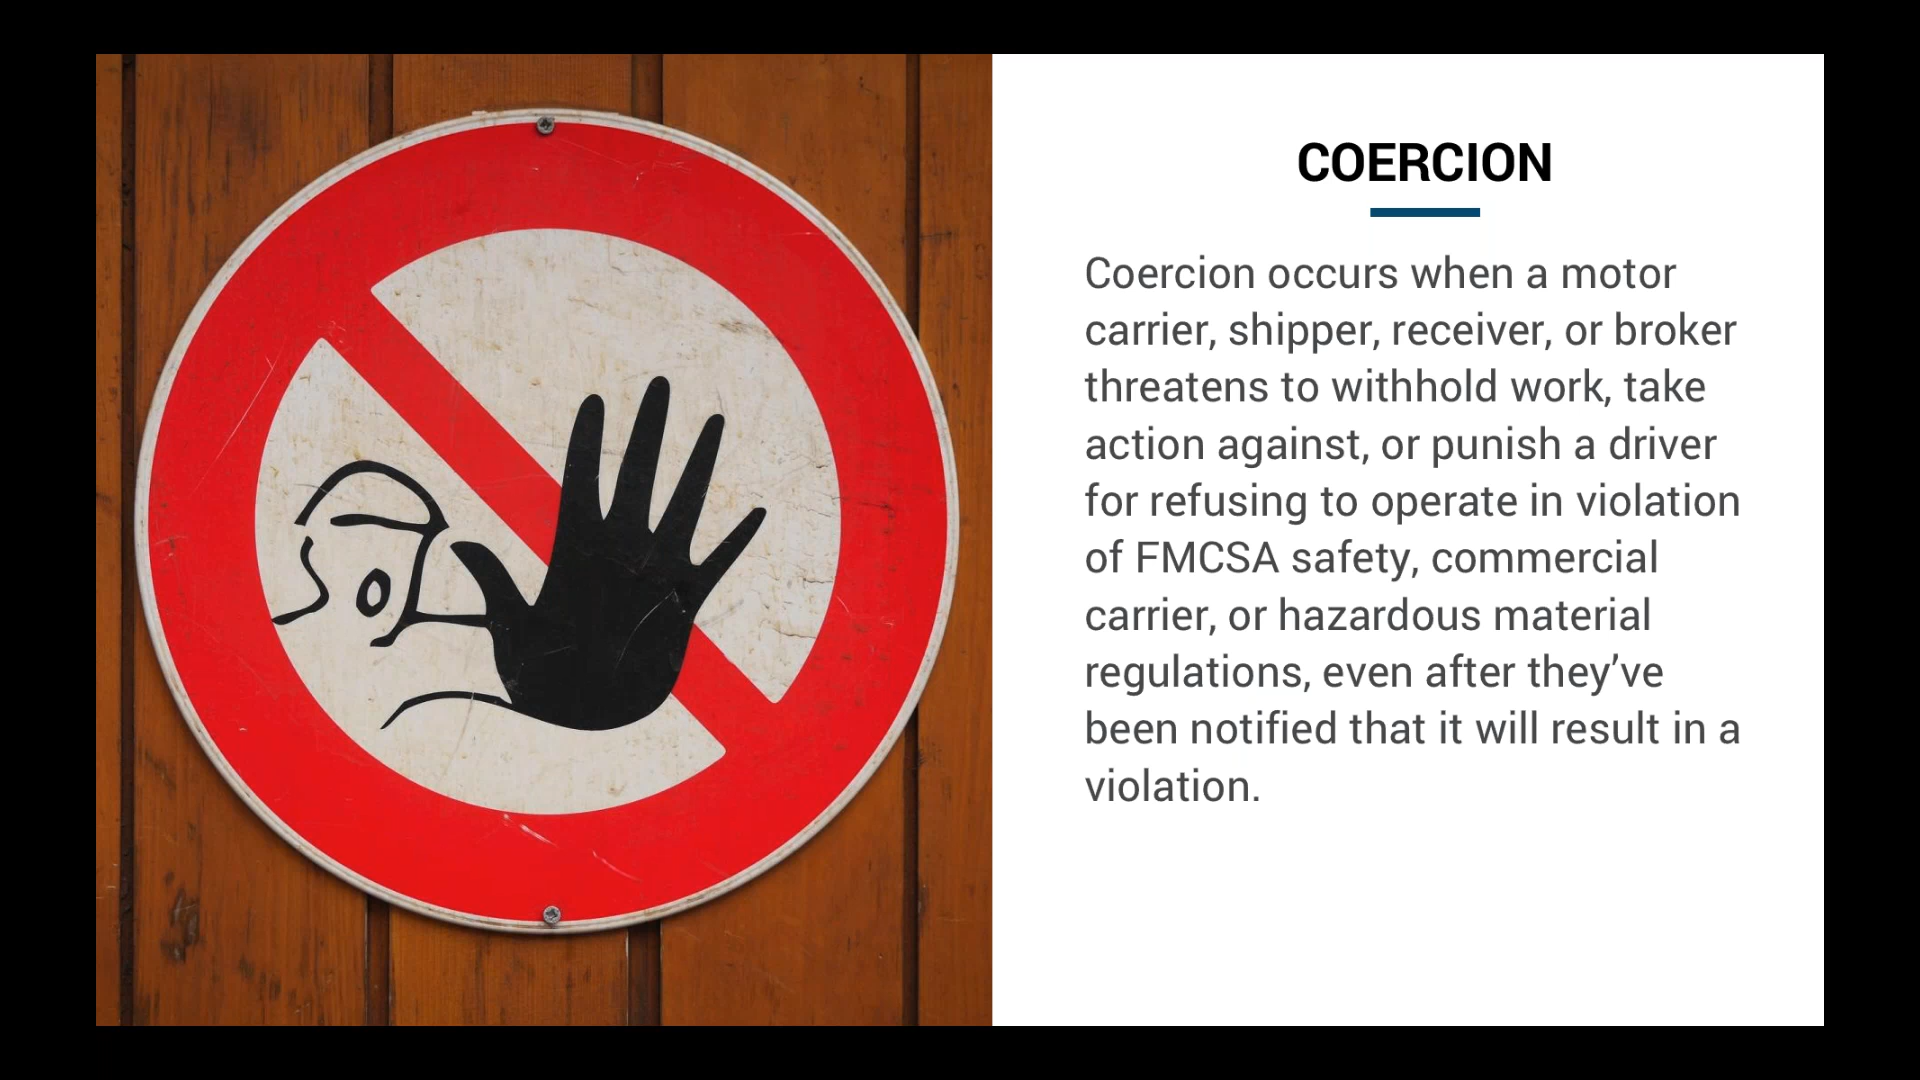 COERCION
Coercion occurs when a motor
carrier, shipper, receiver, or broker
threatens to withhold work, take
action against, or punish a driver
for refusing to operate in violation
of FMCSA safety, commercial
carrier, or hazardous material
regulations, even after they’ve
been notified that it will result in a
violation.